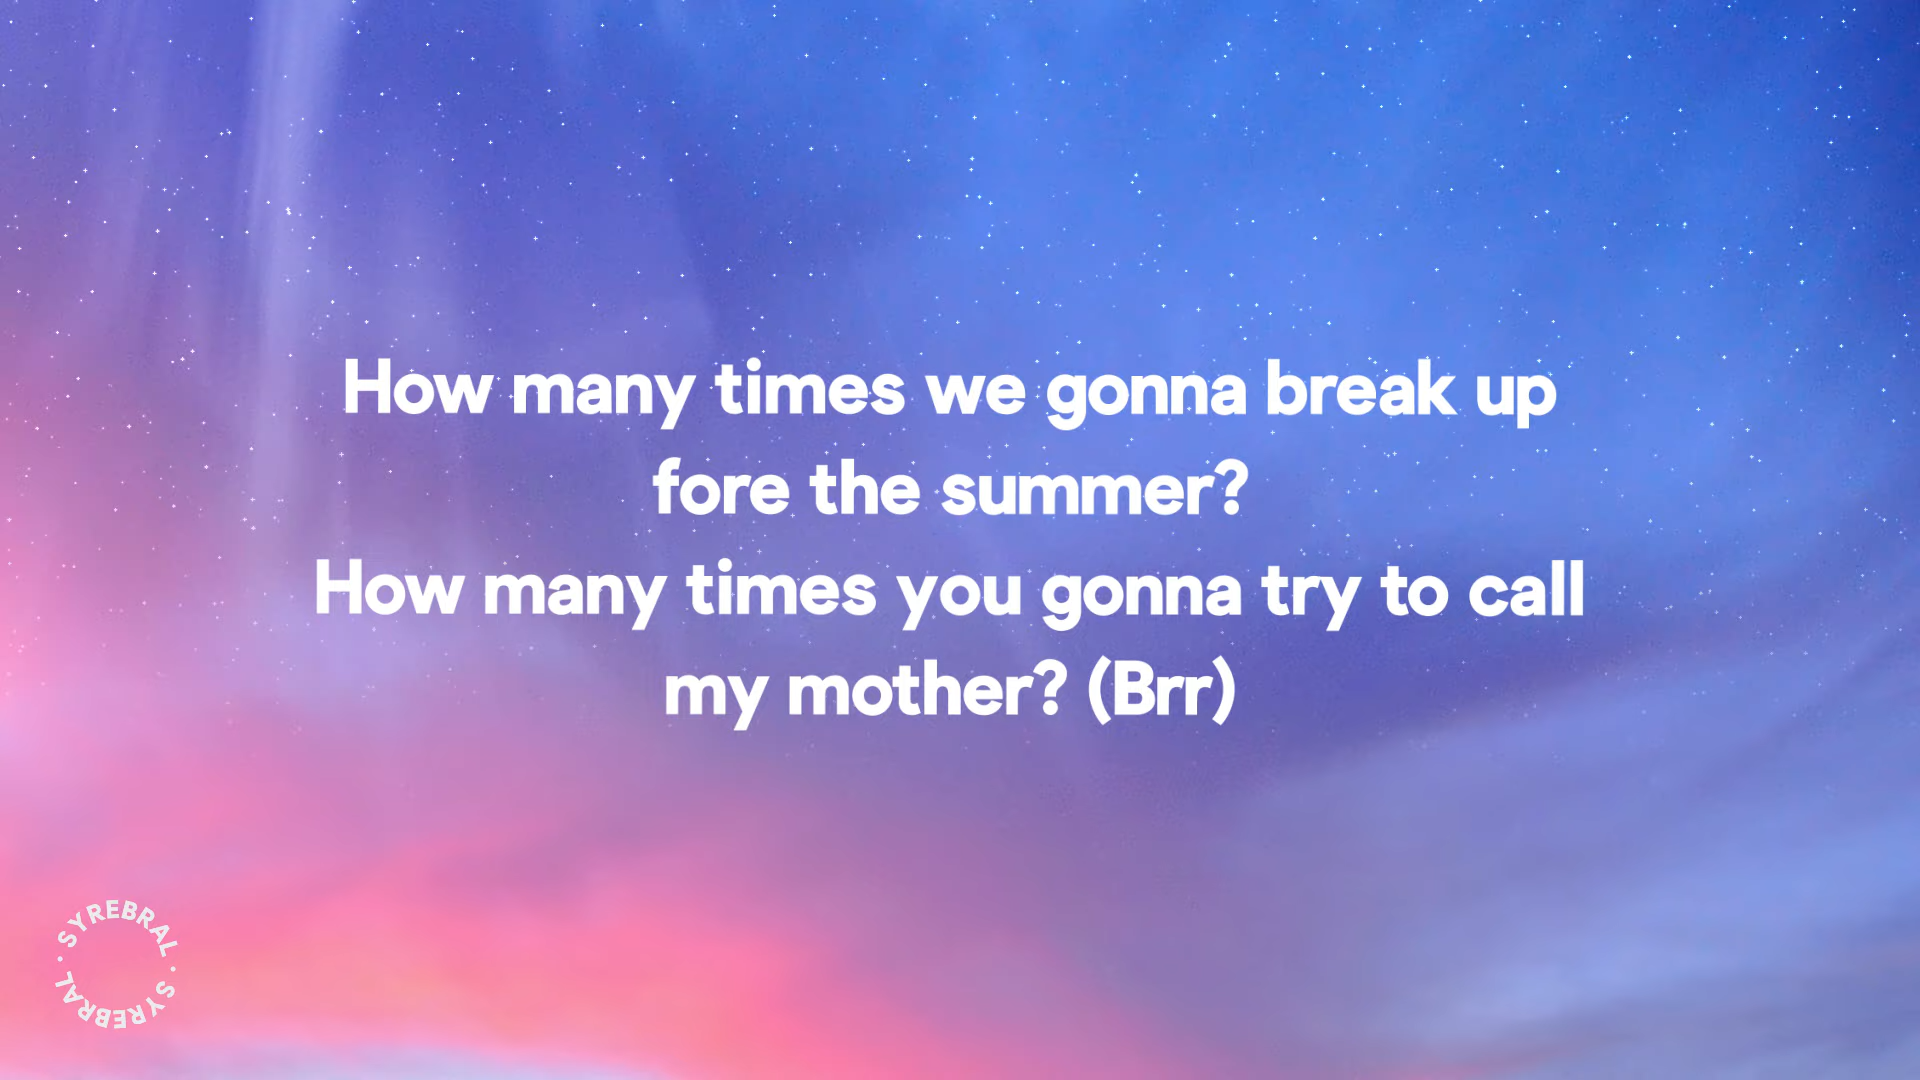 How many times we gonna break up
fore the summer?
How many times you gonna try to call
my mother? (Brr)
SYREBRAL · SYREBRAL ·